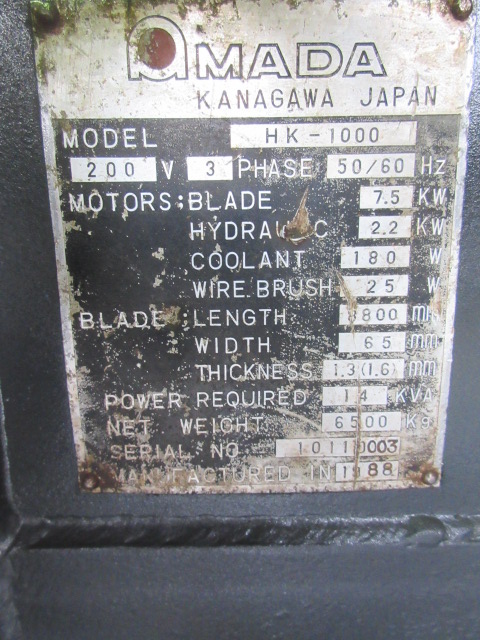 AMADA
KANAGAWA JAPAN
MODEL HK-1000
200 V 3 PHASE 50/60 Hz
MOTORS: BLADE 7.5 KW
HYDRAULIC 2.2 KW
COOLANT 180 W
WIRE BRUSH 25 W
BLADE: LENGTH 8800 mm
WIDTH 65 mm
THICKNESS 1.3(1.6) mm
POWER REQUIRED 14 KVA
NET WEIGHT 6500 Kg
SERIAL NO 10110003
MANUFACTURED IN 1988